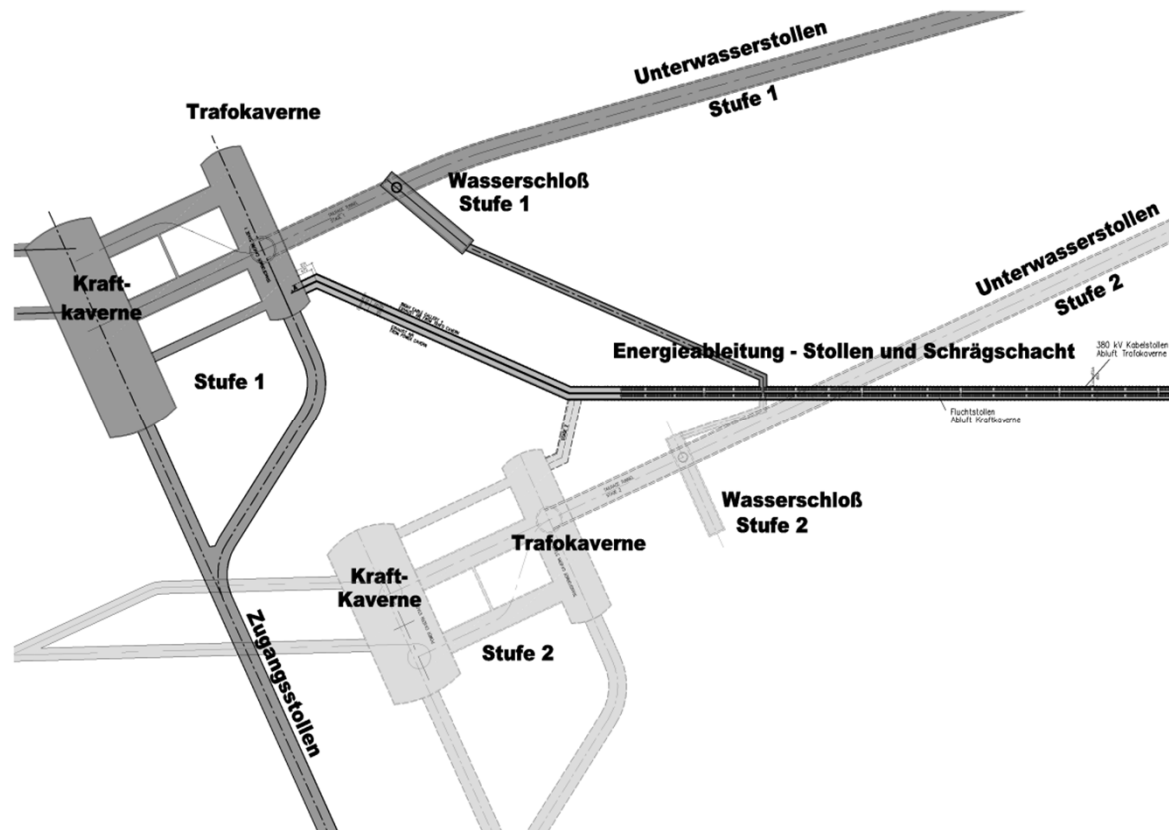 Unterwasserstollen
Stufe 1
Trafokaverne
Wasserschloß
Stufe 1
Kraft-
kaverne
Stufe 1
Unterwasserstollen
Stufe 2
Energieableitung - Stollen und Schrägschacht
380 kV Kabelstollen
Abluft Trafokaverne
Fluchtstollen
Abluft Kraftkaverne
Wasserschloß
Stufe 2
Trafokaverne
Kraft-
Kaverne
Stufe 2
Zugangsstollen